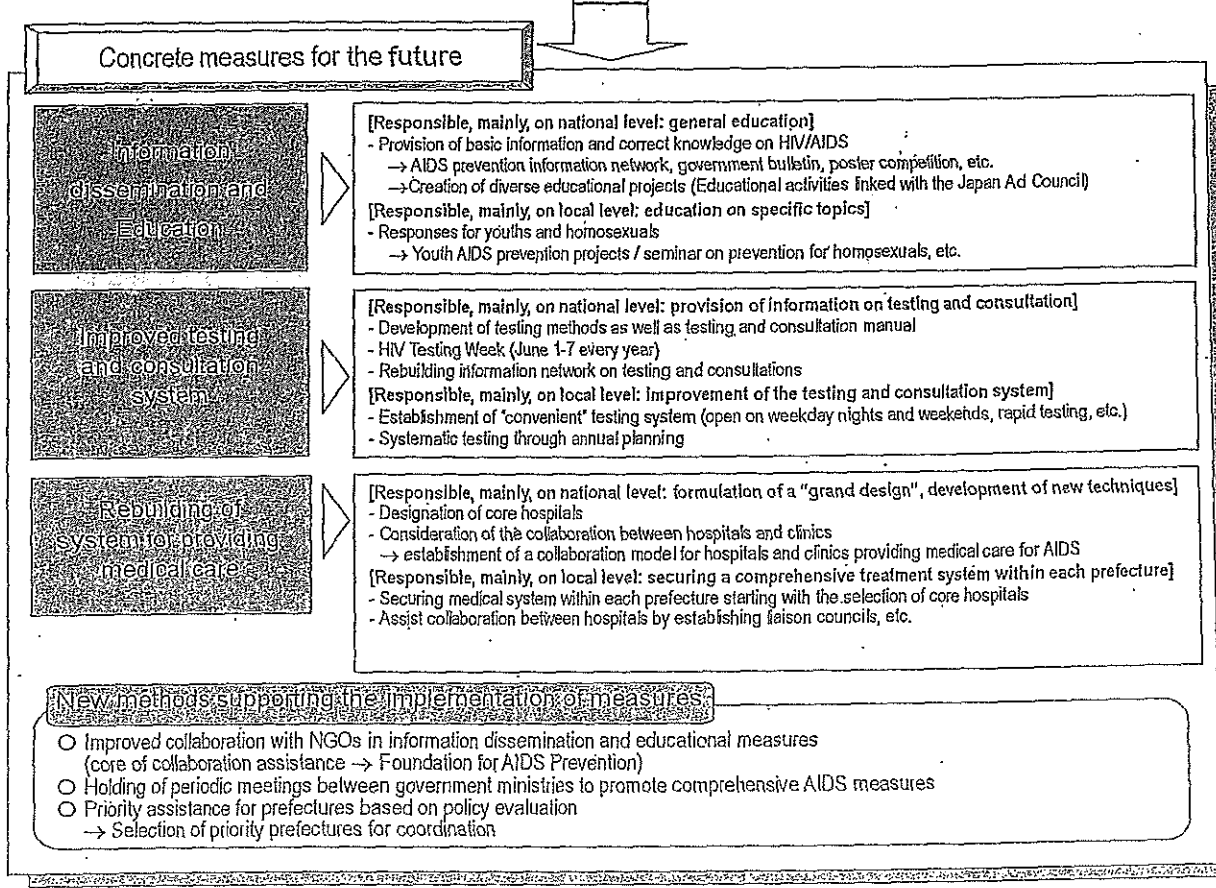 Concrete measures for the future
Information
dissemination and
Education
[Responsible, mainly, on national level: general education]
- Provision of basic information and correct knowledge on HIV/AIDS
→ AIDS prevention information network, government bulletin, poster competition, etc.
→Creation of diverse educational projects (Educational activities linked with the Japan Ad Council)
[Responsible, mainly, on local level: education on specific topics]
- Responses for youths and homosexuals
→ Youth AIDS prevention projects / seminar on prevention for homosexuals, etc.
Improved testing
and consultation
system
[Responsible, mainly, on national level: provision of information on testing and consultation]
- Development of testing methods as well as testing and consultation manual
- HIV Testing Week (June 1-7 every year)
- Rebuilding information network on testing and consultations
[Responsible, mainly, on local level: improvement of the testing and consultation system]
- Establishment of "convenient" testing system (open on weekday nights and weekends, rapid testing, etc.)
- Systematic testing through annual planning
Rebuilding of
system for providing
medical care
[Responsible, mainly, on national level: formulation of a "grand design", development of new techniques]
- Designation of core hospitals
- Consideration of the collaboration between hospitals and clinics
→ establishment of a collaboration model for hospitals and clinics providing medical care for AIDS
[Responsible, mainly, on local level: securing a comprehensive treatment system within each prefecture]
- Securing medical system within each prefecture starting with the selection of core hospitals
- Assist collaboration between hospitals by establishing liaison councils, etc.
New methods supporting the implementation of measures
O Improved collaboration with NGOs in information dissemination and educational measures
(core of collaboration assistance → Foundation for AIDS Prevention)
O Holding of periodic meetings between government ministries to promote comprehensive AIDS measures
O Priority assistance for prefectures based on policy evaluation
→ Selection of priority prefectures for coordination